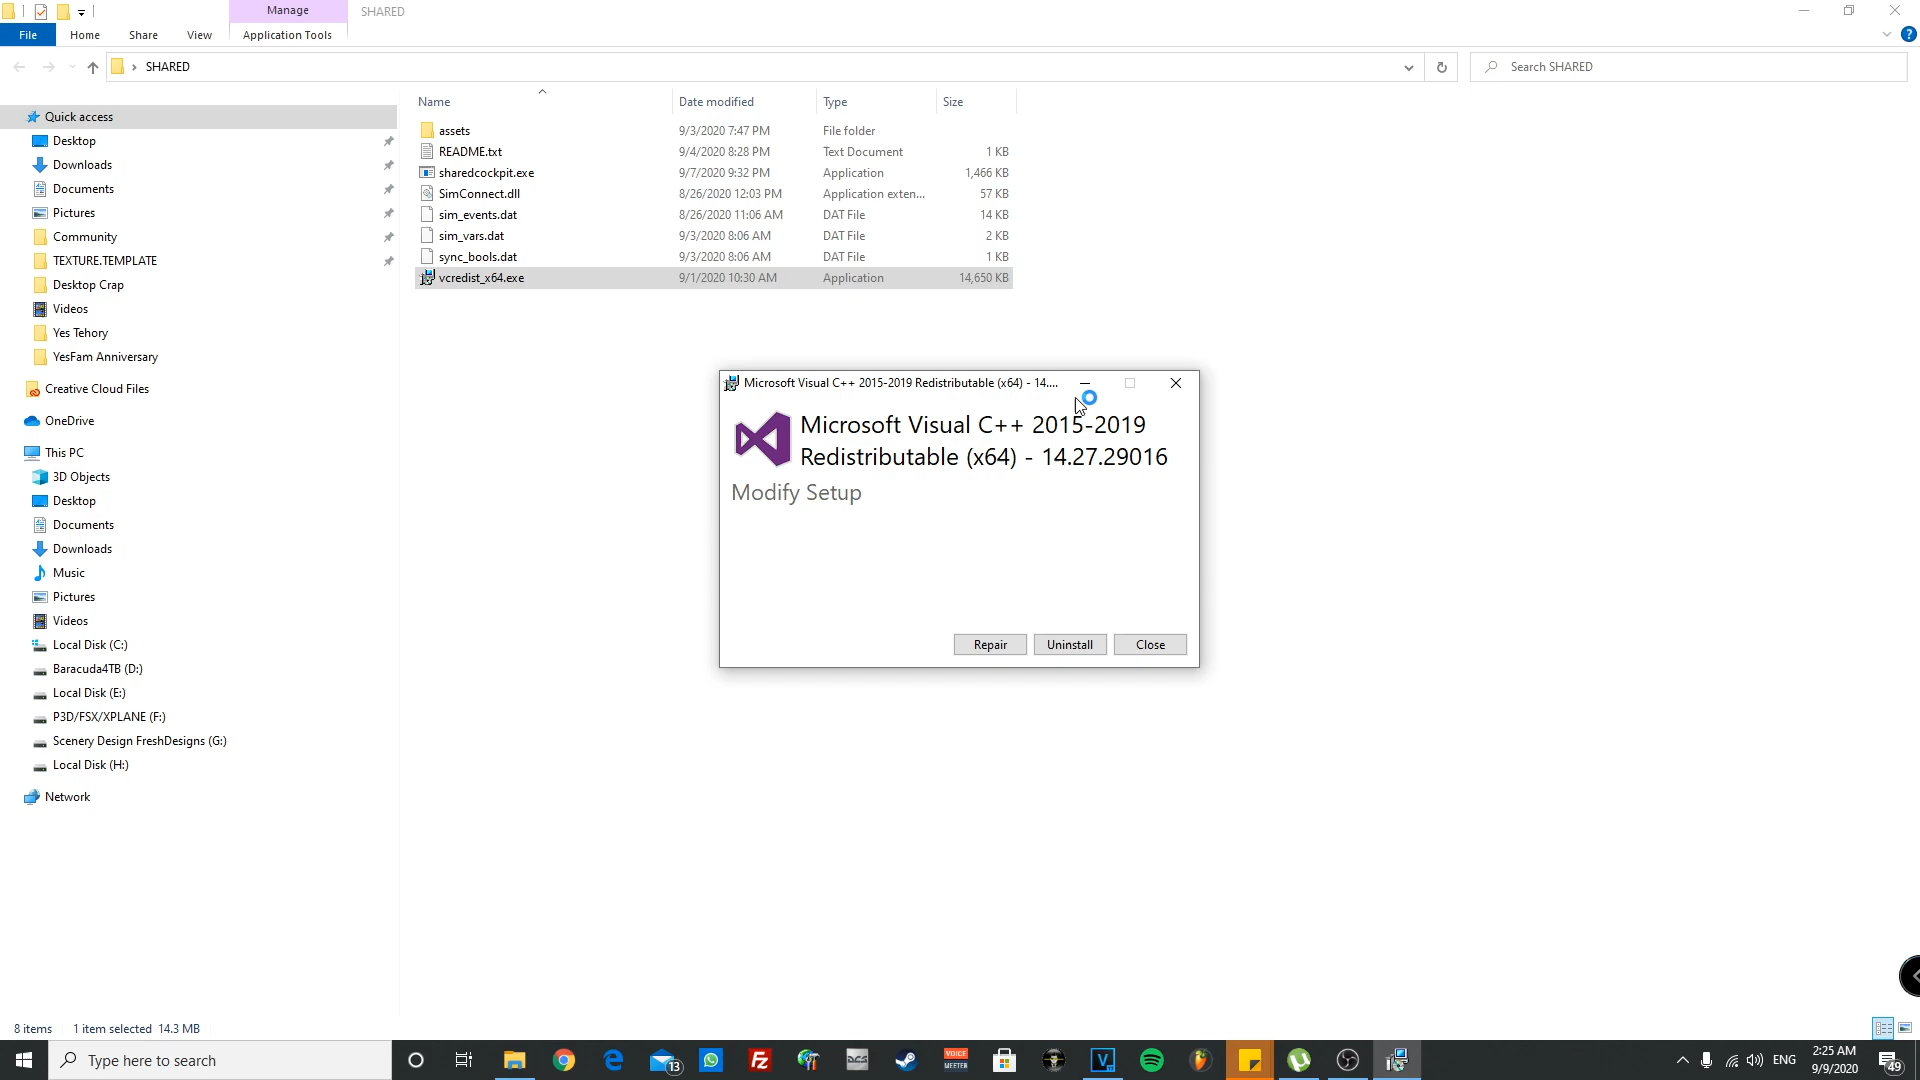 Manage
SHARED
File
Home
Share
View
Application Tools
SHARED
Search SHARED
Name
Date modified
Type
Size
assets
9/3/2020 7:47 PM
File folder
README.txt
9/4/2020 8:28 PM
Text Document
1 KB
sharedcockpit.exe
9/7/2020 9:32 PM
Application
1,466 KB
SimConnect.dll
8/26/2020 12:03 PM
Application exten...
57 KB
sim_events.dat
8/26/2020 11:06 AM
DAT File
14 KB
sim_vars.dat
9/3/2020 8:06 AM
DAT File
2 KB
sync_bools.dat
9/3/2020 8:06 AM
DAT File
1 KB
vcredist_x64.exe
9/1/2020 10:30 AM
Application
14,650 KB
Quick access
Desktop
Downloads
Documents
Pictures
Community
TEXTURE.TEMPLATE
Desktop Crap
Videos
Yes Tehory
YesFam Anniversary
Creative Cloud Files
OneDrive
This PC
3D Objects
Desktop
Documents
Downloads
Music
Pictures
Videos
Local Disk (C:)
Baracuda4TB (D:)
Local Disk (E:)
P3D/FSX/XPLANE (F:)
Scenery Design FreshDesigns (G:)
Local Disk (H:)
Network
Microsoft Visual C++ 2015-2019 Redistributable (x64) - 14....
Microsoft Visual C++ 2015-2019
Redistributable (x64) - 14.27.29016
Modify Setup
Repair
Uninstall
Close
8 items
1 item selected 14.3 MB
Type here to search
13
Fz
DCS
VOICE
MEETER
V
ENG
2:25 AM
9/9/2020
49